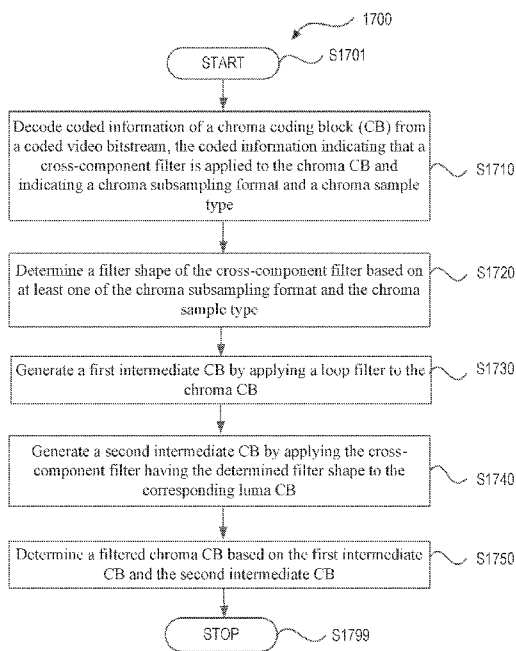 1700
START
S1701
Decode coded information of a chroma coding block (CB) from
a coded video bitstream, the coded information indicating that a
cross-component filter is applied to the chroma CB and
indicating a chroma subsampling format and a chroma sample
type
S1710
Determine a filter shape of the cross-component filter based on
at least one of the chroma subsampling format and the chroma
sample type
S1720
Generate a first intermediate CB by applying a loop filter to the
chroma CB
S1730
Generate a second intermediate CB by applying the cross-
component filter having the determined filter shape to the
corresponding luma CB
S1740
Determine a filtered chroma CB based on the first intermediate
CB and the second intermediate CB
S1750
STOP
S1799